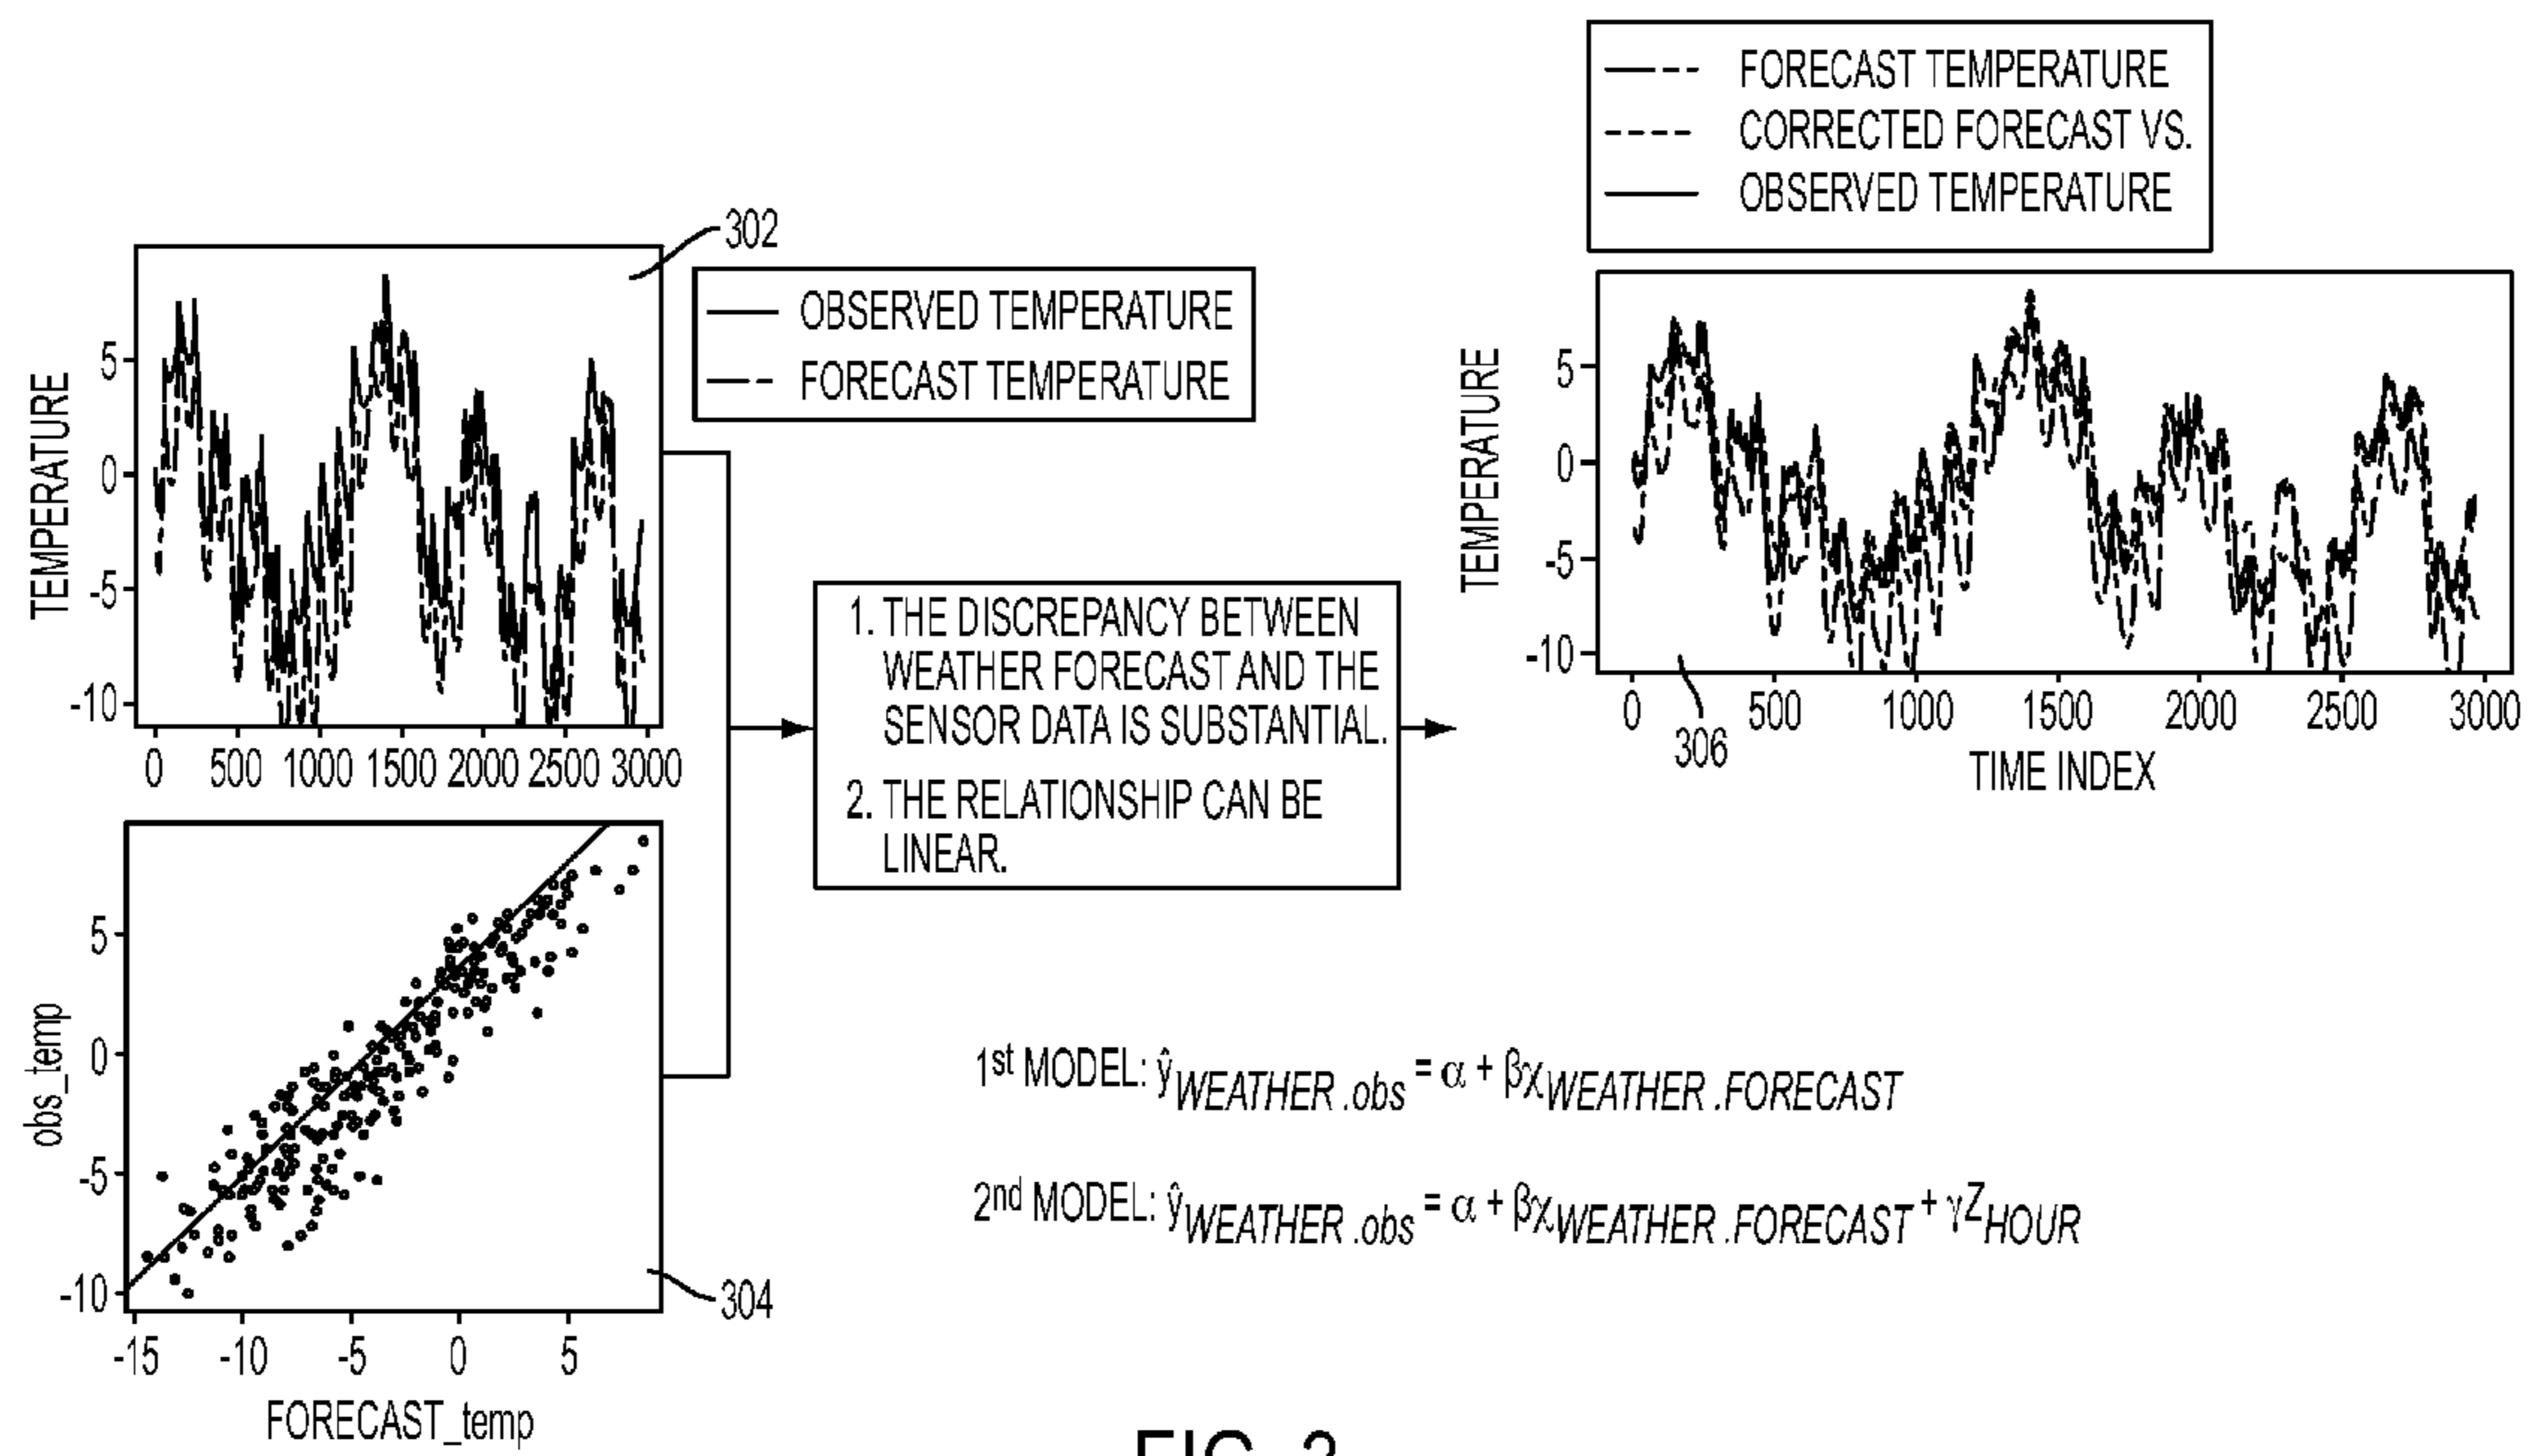 FORECAST TEMPERATURE
CORRECTED FORECAST VS.
OBSERVED TEMPERATURE
302
OBSERVED TEMPERATURE
FORECAST TEMPERATURE
TEMPERATURE
5
0
-5
-10
0 500 1000 1500 2000 2500 3000
1. THE DISCREPANCY BETWEEN
WEATHER FORECAST AND THE
SENSOR DATA IS SUBSTANTIAL.
2. THE RELATIONSHIP CAN BE
LINEAR.
TEMPERATURE
5
0
-5
-10
0 500 1000 1500 2000 2500 3000
306
TIME INDEX
obs_temp
5
0
-5
-10
304
-15 -10 -5 0 5
FORECAST_temp
1st MODEL: ŷWEATHER.obs = α + βχWEATHER.FORECAST
2nd MODEL: ŷWEATHER.obs = α + βχWEATHER.FORECAST + γZHOUR